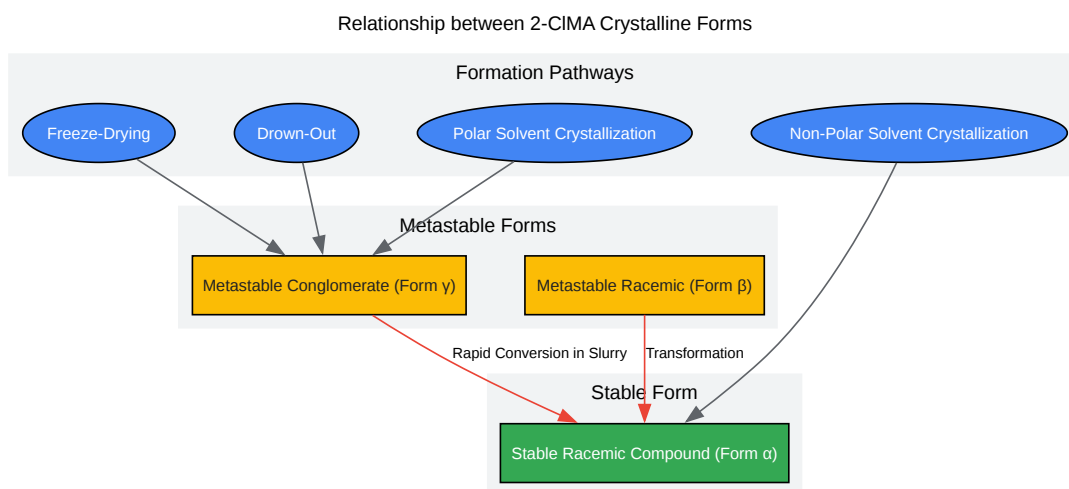 Relationship between 2-ClMA Crystalline Forms
Formation Pathways
Freeze-Drying
Drown-Out
Polar Solvent Crystallization
Non-Polar Solvent Crystallization
Metastable Forms
Metastable Conglomerate (Form γ)
Metastable Racemic (Form β)
Rapid Conversion in Slurry
Transformation
Stable Form
Stable Racemic Compound (Form α)